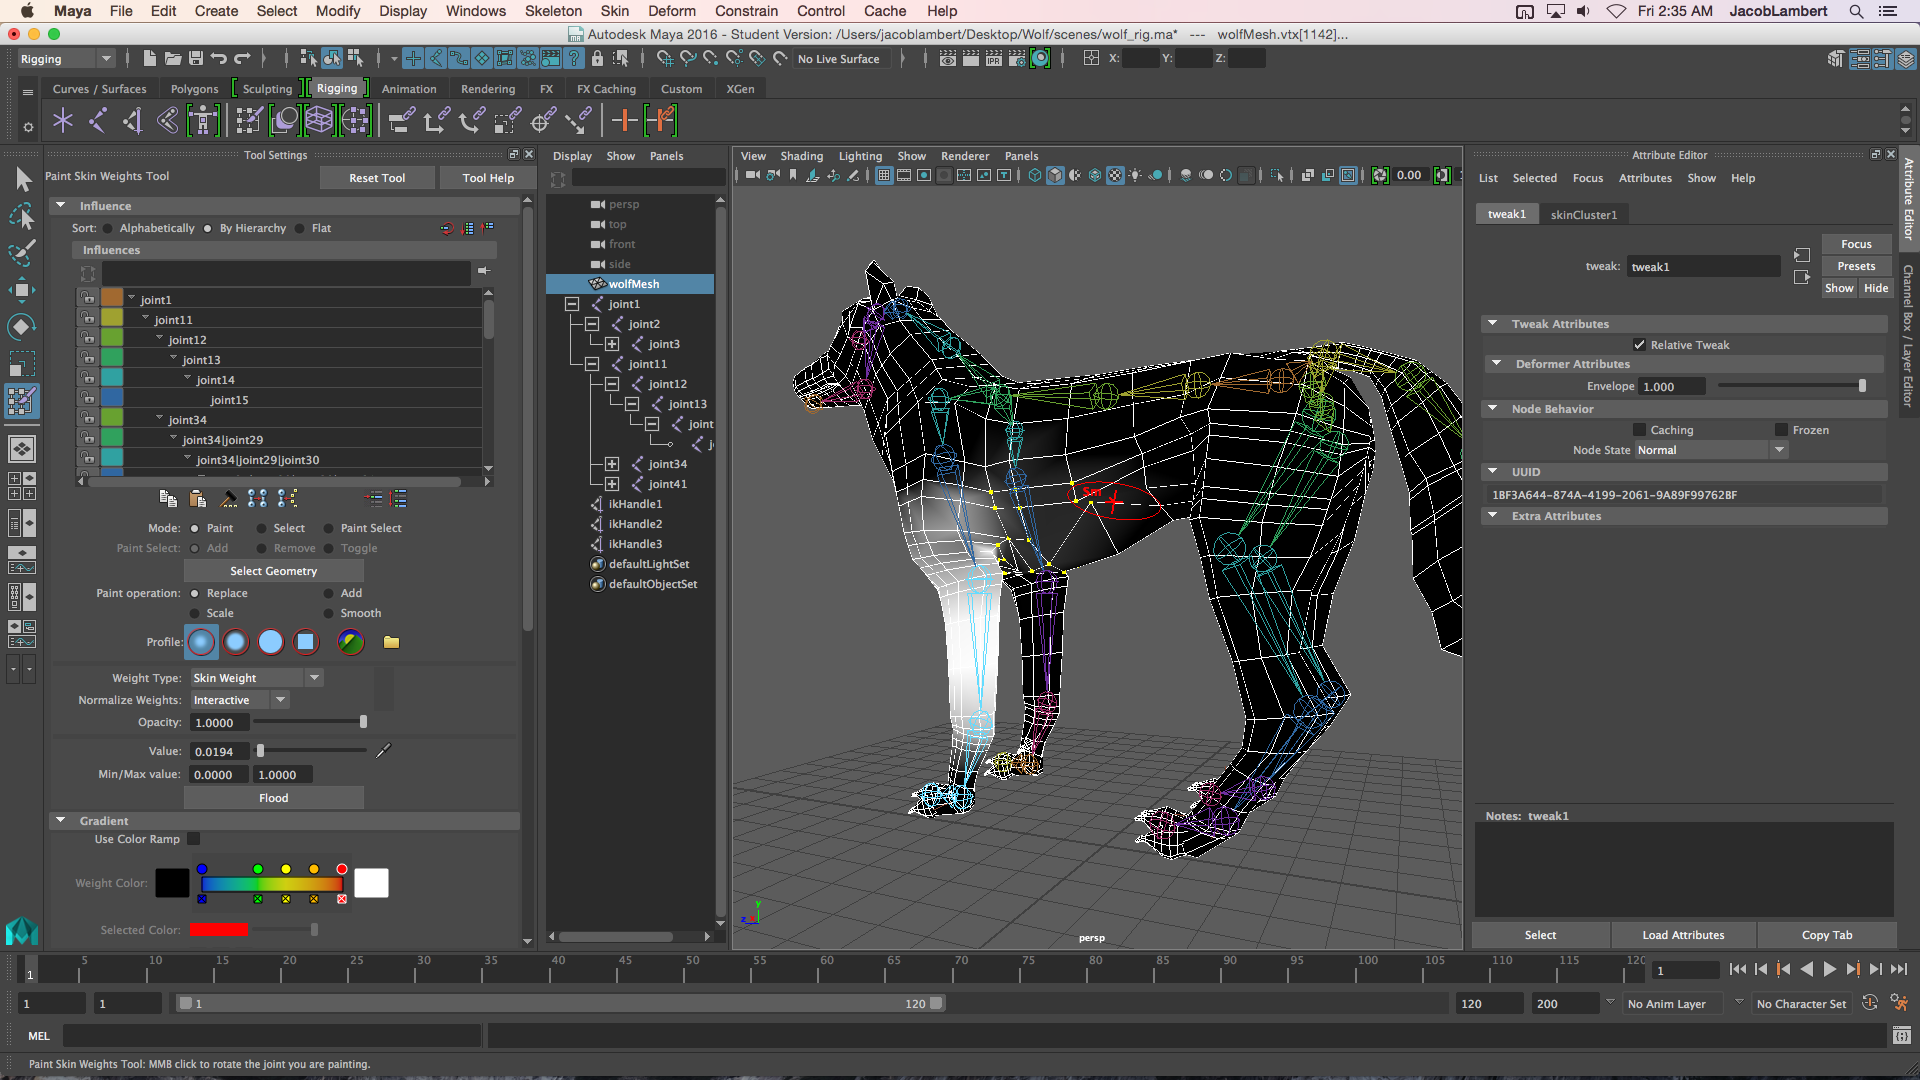 Maya File Edit Create Select Modify Display Windows Skeleton Skin Deform Constrain Control Cache Help Fri 2:35 AM JacobLambert
Autodesk Maya 2016 - Student Version: /Users/jacoblambert/Desktop/Wolf/scenes/wolf_rig.ma* --- wolfMesh.vtx[1142]...
Rigging No Live Surface X: Y: Z:
Curves / Surfaces Polygons Sculpting Rigging Animation Rendering FX FX Caching Custom XGen
Tool Settings
Paint Skin Weights Tool Reset Tool Tool Help
Influence
Sort: Alphabetically By Hierarchy Flat
Influences
joint1
joint11
joint12
joint13
joint14
joint15
joint34
joint34|joint29
joint34|joint29|joint30
Mode: Paint Select Paint Select
Paint Select: Add Remove Toggle
Select Geometry
Paint operation: Replace Add
Scale Smooth
Profile:
Weight Type: Skin Weight
Normalize Weights: Interactive
Opacity: 1.0000
Value: 0.0194
Min/Max value: 0.0000 1.0000
Flood
Gradient
Use Color Ramp
Weight Color:
Selected Color:
Display Show Panels
persp
top
front
side
wolfMesh
joint1
joint2
joint3
joint11
joint12
joint13
joint
j
joint34
joint41
ikHandle1
ikHandle2
ikHandle3
defaultLightSet
defaultObjectSet
View Shading Lighting Show Renderer Panels
IPR
0.00
Sm
y
z x
persp
Attribute Editor
List Selected Focus Attributes Show Help
tweak1 skinCluster1
Focus
tweak: tweak1 Presets
Show Hide
Tweak Attributes
Relative Tweak
Deformer Attributes
Envelope 1.000
Node Behavior
Caching Frozen
Node State Normal
UUID
1BF3A644-874A-4199-2061-9A89F99762BF
Extra Attributes
Notes: tweak1
Select Load Attributes Copy Tab
Attribute Editor
Channel Box / Layer Editor
1 5 10 15 20 25 30 35 40 45 50 55 60 65 70 75 80 85 90 95 100 105 110 115 120 1
1 1 1 120 120 200 No Anim Layer No Character Set
MEL
Paint Skin Weights Tool: MMB click to rotate the joint you are painting.